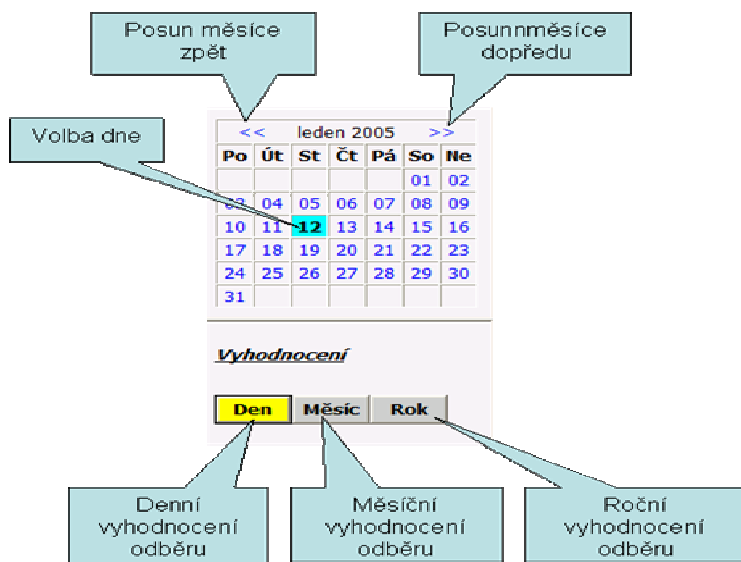 Posun měsíce
zpět
Posunnměsíce
dopředu
Volba dne
<< leden 2005 >>
Po Út St Čt Pá So Ne
01 02
03 04 05 06 07 08 09
10 11 12 13 14 15 16
17 18 19 20 21 22 23
24 25 26 27 28 29 30
31
Vyhodnocení
Den Měsíc Rok
Denní
vyhodnocení
odběru
Měsíční
vyhodnocení
odběru
Roční
vyhodnocení
odběru